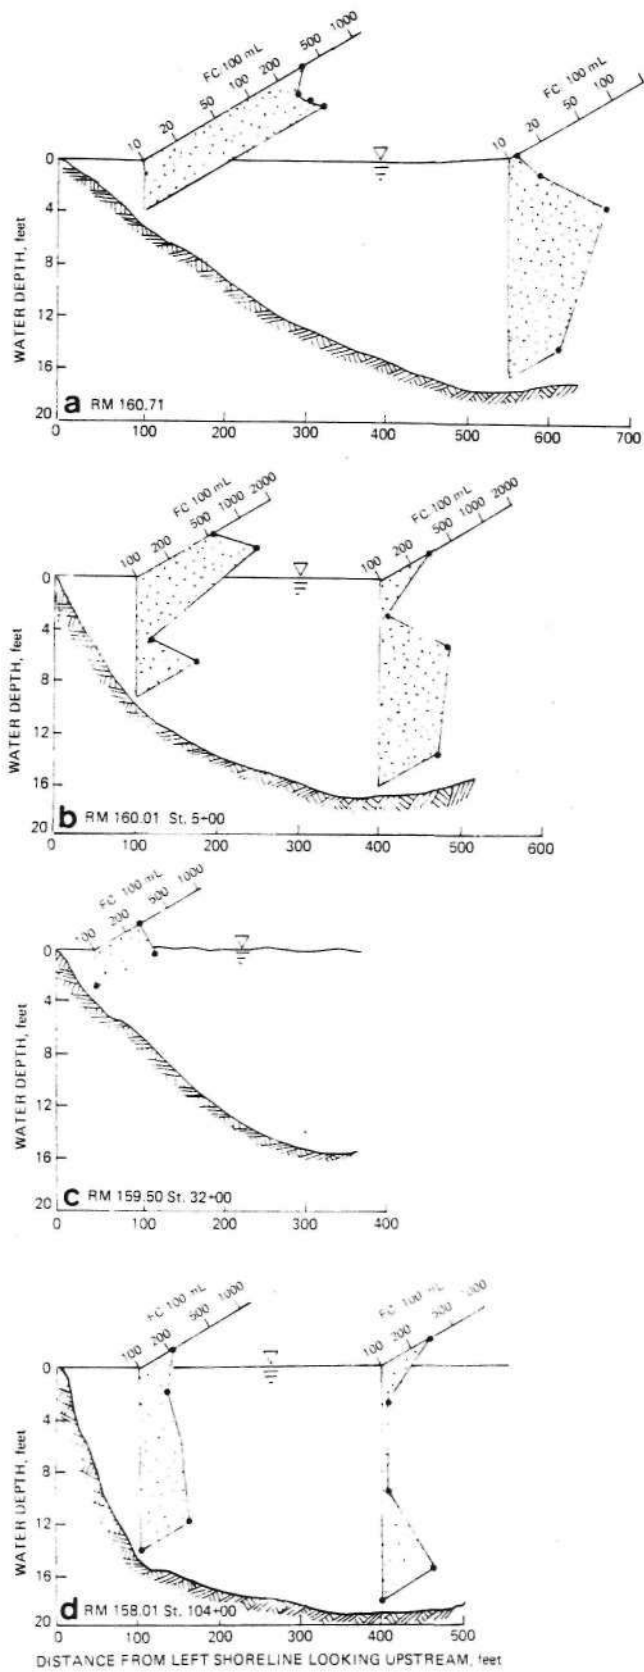 FC 100 mL
10 20 50 100 200 500 1000
FC 100 mL
10 20 50 100
WATER DEPTH, feet
0
4
8
12
16
20
a RM 160.71
0 100 200 300 400 500 600 700
FC 100 mL
100 200 500 1000 2000
FC 100 mL
100 200 500 1000 2000
WATER DEPTH, feet
0
4
8
12
16
20
b RM 160.01 St. 5+00
0 100 200 300 400 500 600
FC 100 mL
100 200 500 1000
WATER DEPTH, feet
0
4
8
12
16
20
c RM 159.50 St. 32+00
0 100 200 300 400
FC 100 mL
100 200 500 1000
FC 100 mL
100 200 500 1000
WATER DEPTH, feet
0
4
8
12
16
20
d RM 158.01 St. 104+00
0 100 200 300 400 500
DISTANCE FROM LEFT SHORELINE LOOKING UPSTREAM, feet